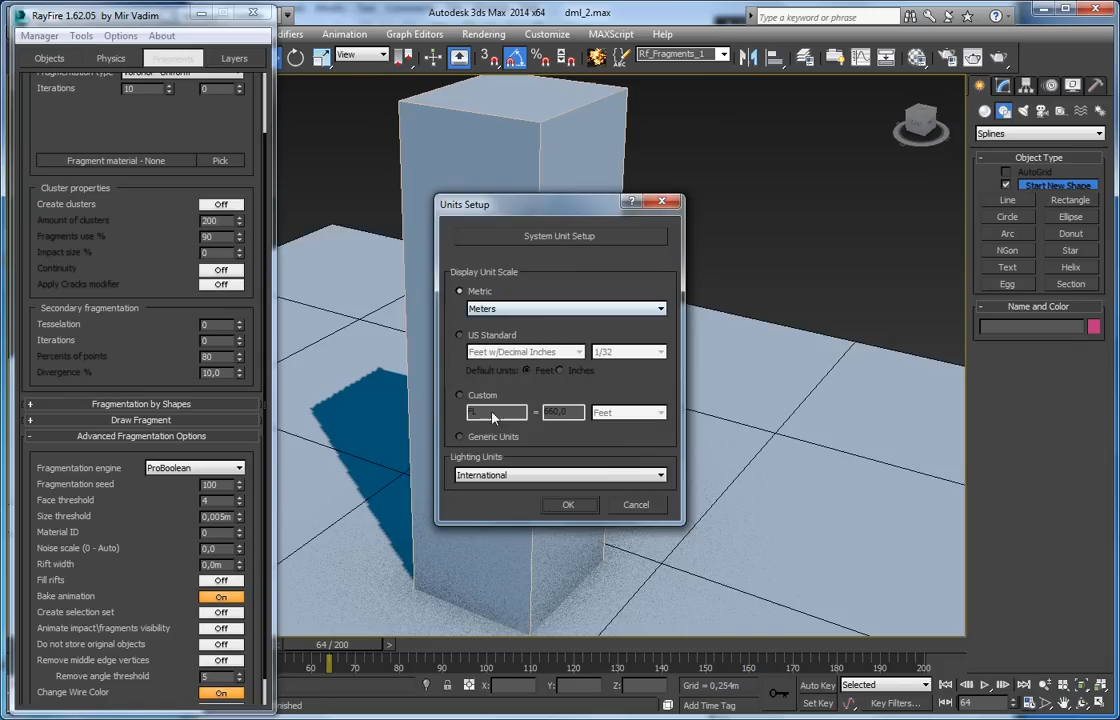 RayFire 1.62.05 by Mir Vadim
Autodesk 3ds Max 2014 x64 dml_2.max
Type a keyword or phrase
Manager Tools Options About
Animation Graph Editors Rendering Customize MAXScript Help
View
Rf_Fragments_1
Objects Physics Fragments Layers
Fragmentation type
Iterations 10 0
Fragment material - None Pick
Cluster properties
Create clusters Off
Amount of clusters 200
Fragments use % 90
Impact size % 0
Continuity Off
Apply Cracks modifier Off
Secondary fragmentation
Tesselation 0
Iterations 0
Percents of points 80
Divergence % 10,0
+ Fragmentation by Shapes
+ Draw Fragment
- Advanced Fragmentation Options
Fragmentation engine ProBoolean
Fragmentation seed 100
Face threshold 4
Size threshold 0,005m
Material ID 0
Noise scale (0 - Auto) 0,0
Rift width 0,0m
Fill rifts Off
Bake animation On
Create selection set Off
Animate impact\fragments visibility Off
Do not store original objects Off
Remove middle edge vertices Off
Remove angle threshold 5
Change Wire Color On
Units Setup
System Unit Setup
Display Unit Scale
Metric
Meters
US Standard
Feet w/Decimal Inches 1/32
Default Units: Feet Inches
Custom
FL = 660,0 Feet
Generic Units
Lighting Units
International
OK Cancel
Splines
- Object Type
AutoGrid
Start New Shape
Line Rectangle
Circle Ellipse
Arc Donut
NGon Star
Text Helix
Egg Section
- Name and Color
64 / 200 >
60 70 80 90 100 110 120 130 140 150 160 170 180 190 200
X: Y: Z: Grid = 0,254m
Auto Key Selected
Add Time Tag
Set Key Key Filters... 64